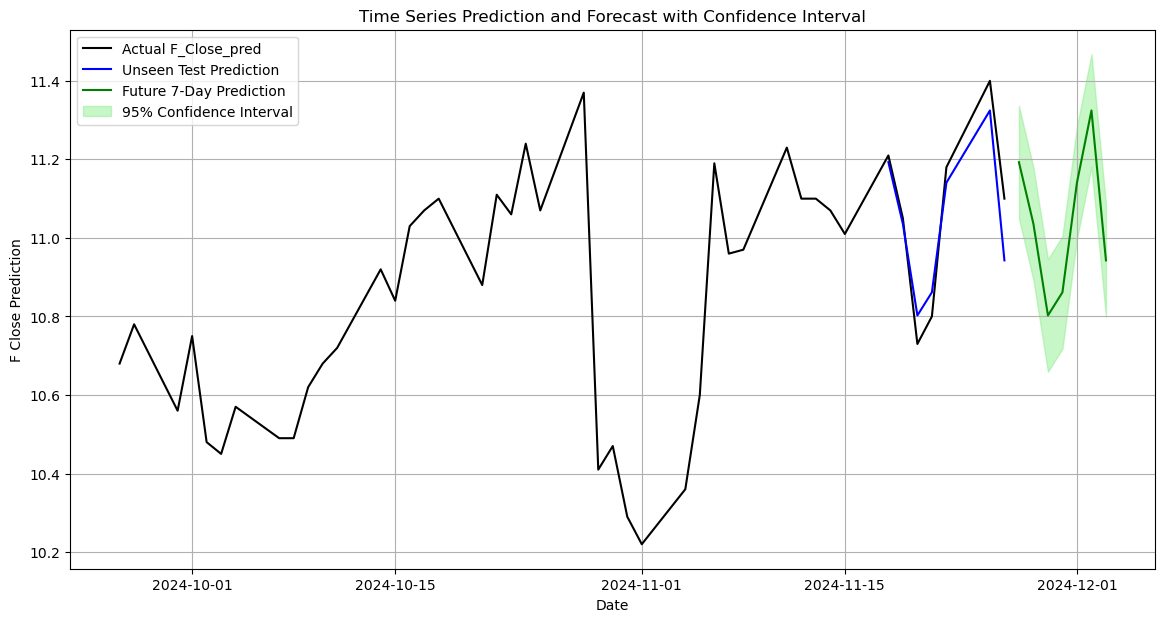 Time Series Prediction and Forecast with Confidence Interval
Actual F_Close_pred
Unseen Test Prediction
Future 7-Day Prediction
95% Confidence Interval
F Close Prediction
11.4
11.2
11.0
10.8
10.6
10.4
10.2
2024-10-01
2024-10-15
2024-11-01
2024-11-15
2024-12-01
Date